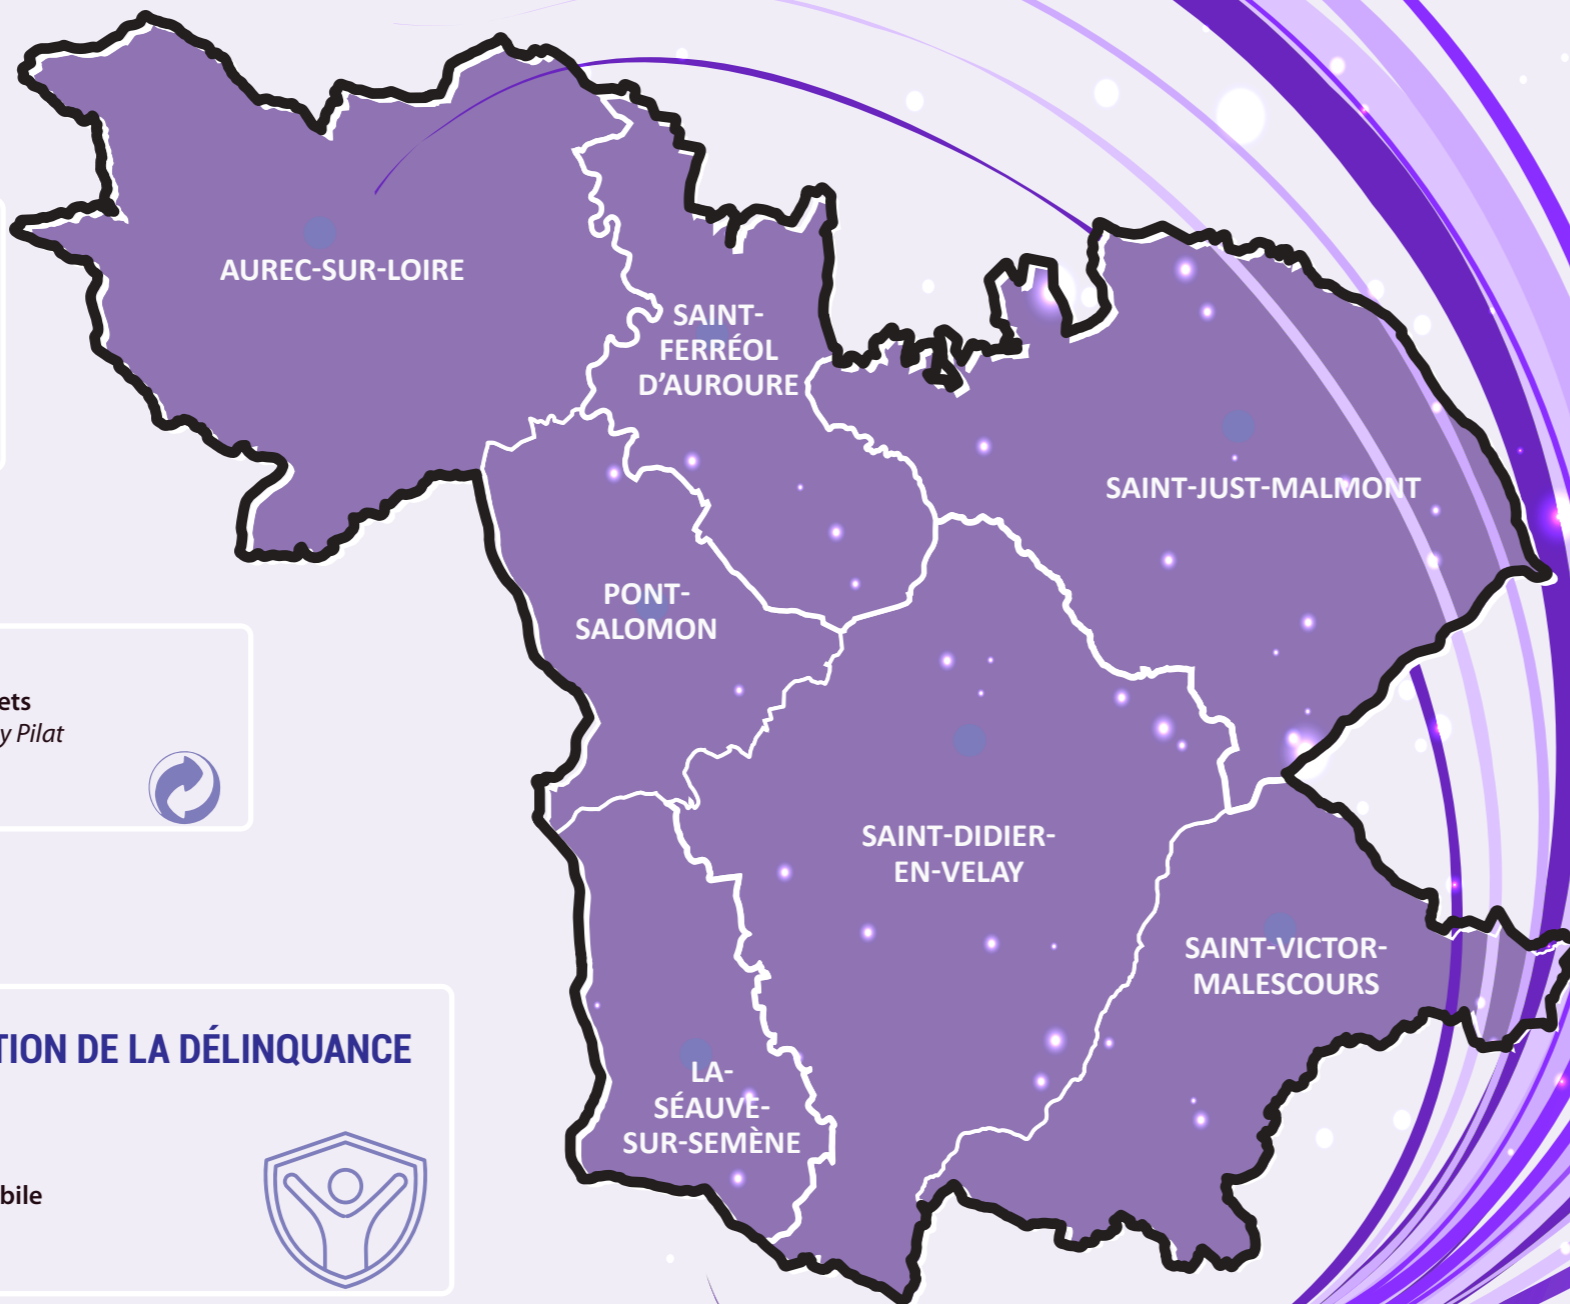 AUREC-SUR-LOIRE
SAINT-
FERRÉOL
D'AUROURE
SAINT-JUST-MALMONT
PONT-
SALOMON
ets
y Pilat
SAINT-DIDIER-
EN-VELAY
SAINT-VICTOR-
MALESCOURS
TION DE LA DÉLINQUANCE
LA-
SÉAUVE-
SUR-SEMÈNE
bile